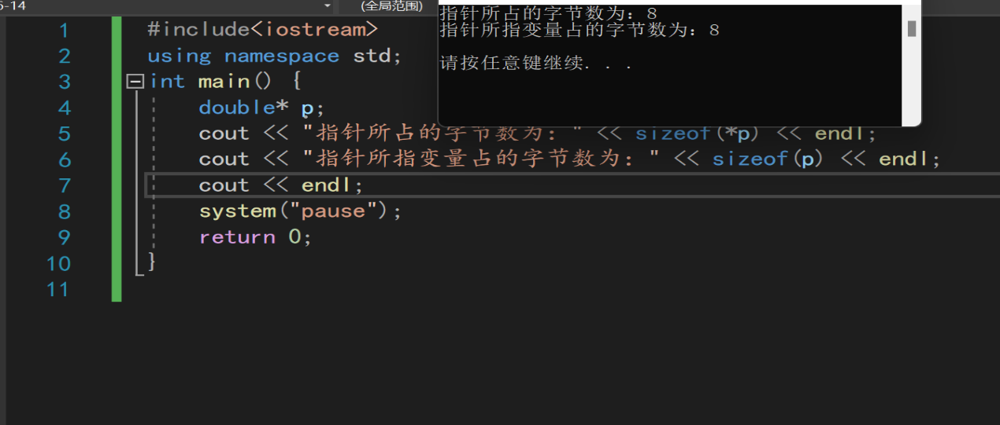 6-14
(全局范围)
指针所占的字节数为：8
指针所指变量占的字节数为：8
请按任意键继续. . .
1 #include<iostream>
2 using namespace std;
3 int main() {
4 double* p;
5 cout << "指针所占的字节数为：" << sizeof(*p) << endl;
6 cout << "指针所指变量占的字节数为：" << sizeof(p) << endl;
7 cout << endl;
8 system("pause");
9 return 0;
10 }
11